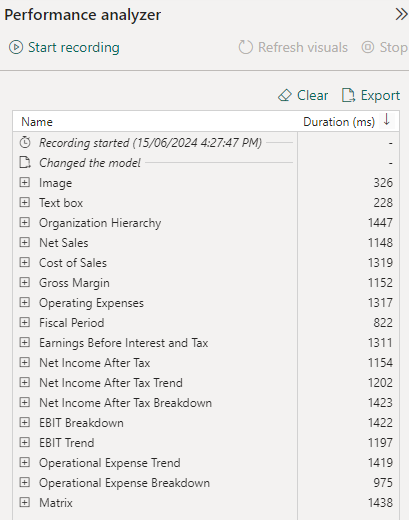 Performance analyzer
Start recording Refresh visuals Stop
Clear Export
Name Duration (ms)
Recording started (15/06/2024 4:27:47 PM) -
Changed the model -
Image 326
Text box 228
Organization Hierarchy 1447
Net Sales 1148
Cost of Sales 1319
Gross Margin 1152
Operating Expenses 1317
Fiscal Period 822
Earnings Before Interest and Tax 1311
Net Income After Tax 1154
Net Income After Tax Trend 1202
Net Income After Tax Breakdown 1423
EBIT Breakdown 1422
EBIT Trend 1197
Operational Expense Trend 1419
Operational Expense Breakdown 975
Matrix 1438